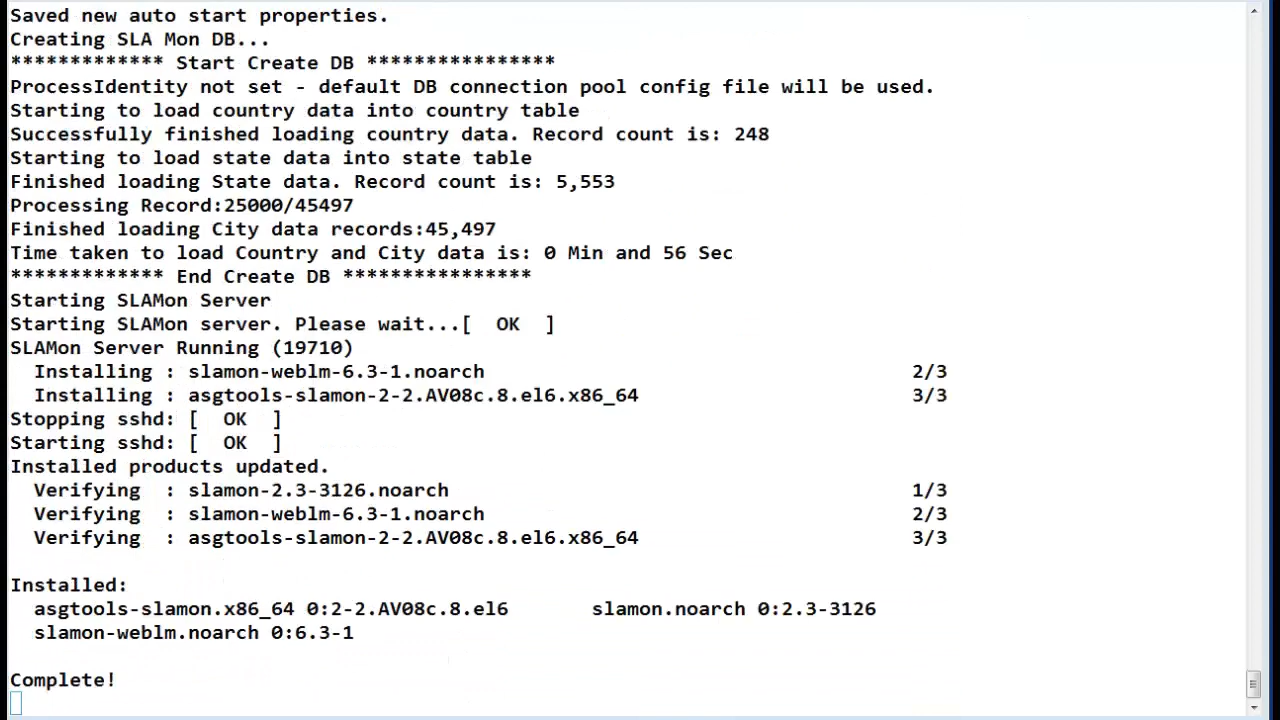 Saved new auto start properties.
Creating SLA Mon DB...
************* Start Create DB ****************
ProcessIdentity not set - default DB connection pool config file will be used.
Starting to load country data into country table
Successfully finished loading country data. Record count is: 248
Starting to load state data into state table
Finished loading State data. Record count is: 5,553
Processing Record:25000/45497
Finished loading City data records:45,497
Time taken to load Country and City data is: 0 Min and 56 Sec
************* End Create DB ****************
Starting SLAMon Server
Starting SLAMon server. Please wait...[  OK  ]
SLAMon Server Running (19710)
  Installing : slamon-weblm-6.3-1.noarch                                    2/3
  Installing : asgtools-slamon-2-2.AV08c.8.el6.x86_64                       3/3
Stopping sshd: [  OK  ]
Starting sshd: [  OK  ]
Installed products updated.
  Verifying  : slamon-2.3-3126.noarch                                       1/3
  Verifying  : slamon-weblm-6.3-1.noarch                                    2/3
  Verifying  : asgtools-slamon-2-2.AV08c.8.el6.x86_64                       3/3
Installed:
  asgtools-slamon.x86_64 0:2-2.AV08c.8.el6       slamon.noarch 0:2.3-3126
  slamon-weblm.noarch 0:6.3-1
Complete!